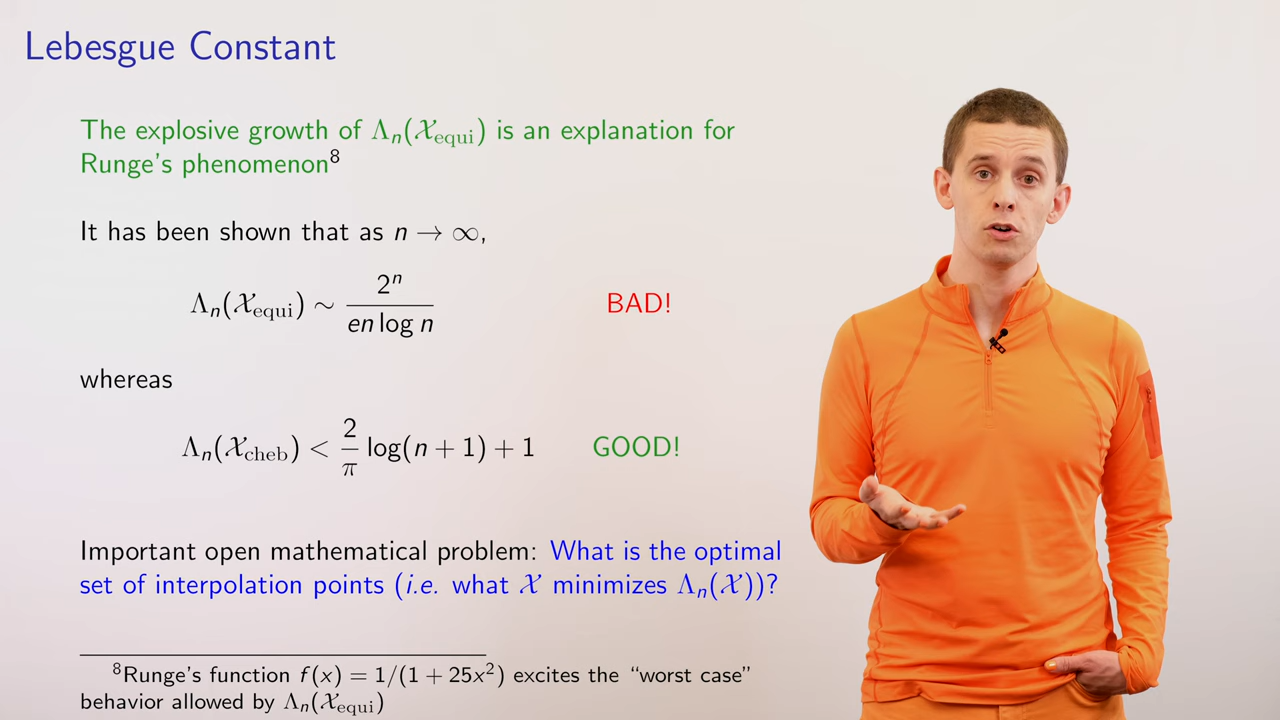 Lebesgue Constant
The explosive growth of Λₙ(𝒳equi) is an explanation for
Runge's phenomenon⁸
It has been shown that as n → ∞,
Λₙ(𝒳equi) ∼ 2ⁿ / (en log n) BAD!
whereas
Λₙ(𝒳cheb) < 2/π log(n + 1) + 1 GOOD!
Important open mathematical problem: What is the optimal
set of interpolation points (i.e. what 𝒳 minimizes Λₙ(𝒳))?
⁸Runge's function f(x) = 1/(1 + 25x²) excites the “worst case”
behavior allowed by Λₙ(𝒳equi)